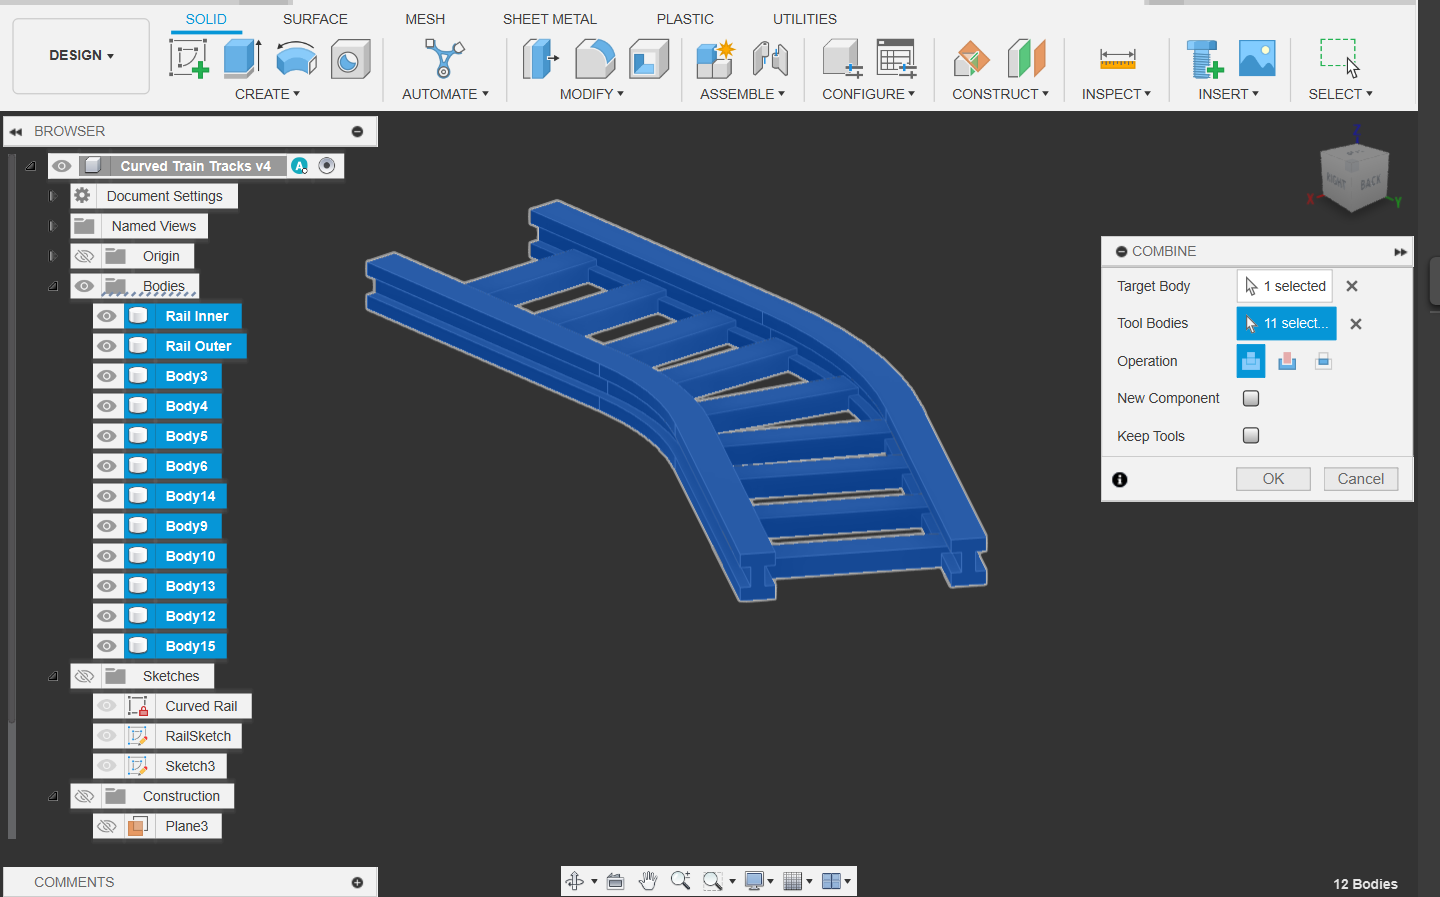 SOLID SURFACE MESH SHEET METAL PLASTIC UTILITIES
DESIGN
CREATE AUTOMATE MODIFY ASSEMBLE CONFIGURE CONSTRUCT INSPECT INSERT SELECT
BROWSER
Curved Train Tracks v4 A
Document Settings
Named Views
Origin
Bodies
Rail Inner
Rail Outer
Body3
Body4
Body5
Body6
Body14
Body9
Body10
Body13
Body12
Body15
Sketches
Curved Rail
RailSketch
Sketch3
Construction
Plane3
COMMENTS
Z
RIGHT BACK
X Y
COMBINE
Target Body 1 selected
Tool Bodies 11 select...
Operation
New Component
Keep Tools
OK Cancel
12 Bodies